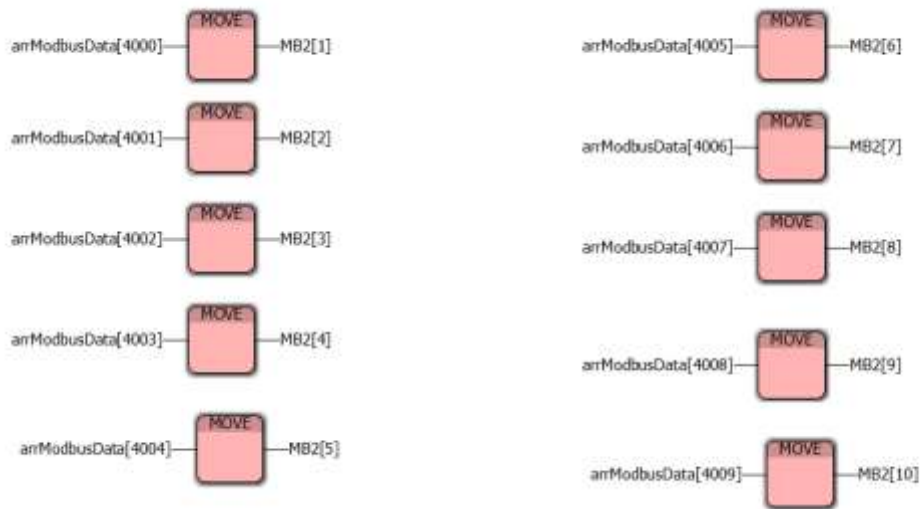 MOVE
arrModbusData[4000] MB2[1]
MOVE
arrModbusData[4001] MB2[2]
MOVE
arrModbusData[4002] MB2[3]
MOVE
arrModbusData[4003] MB2[4]
MOVE
arrModbusData[4004] MB2[5]
MOVE
arrModbusData[4005] MB2[6]
MOVE
arrModbusData[4006] MB2[7]
MOVE
arrModbusData[4007] MB2[8]
MOVE
arrModbusData[4008] MB2[9]
MOVE
arrModbusData[4009] MB2[10]